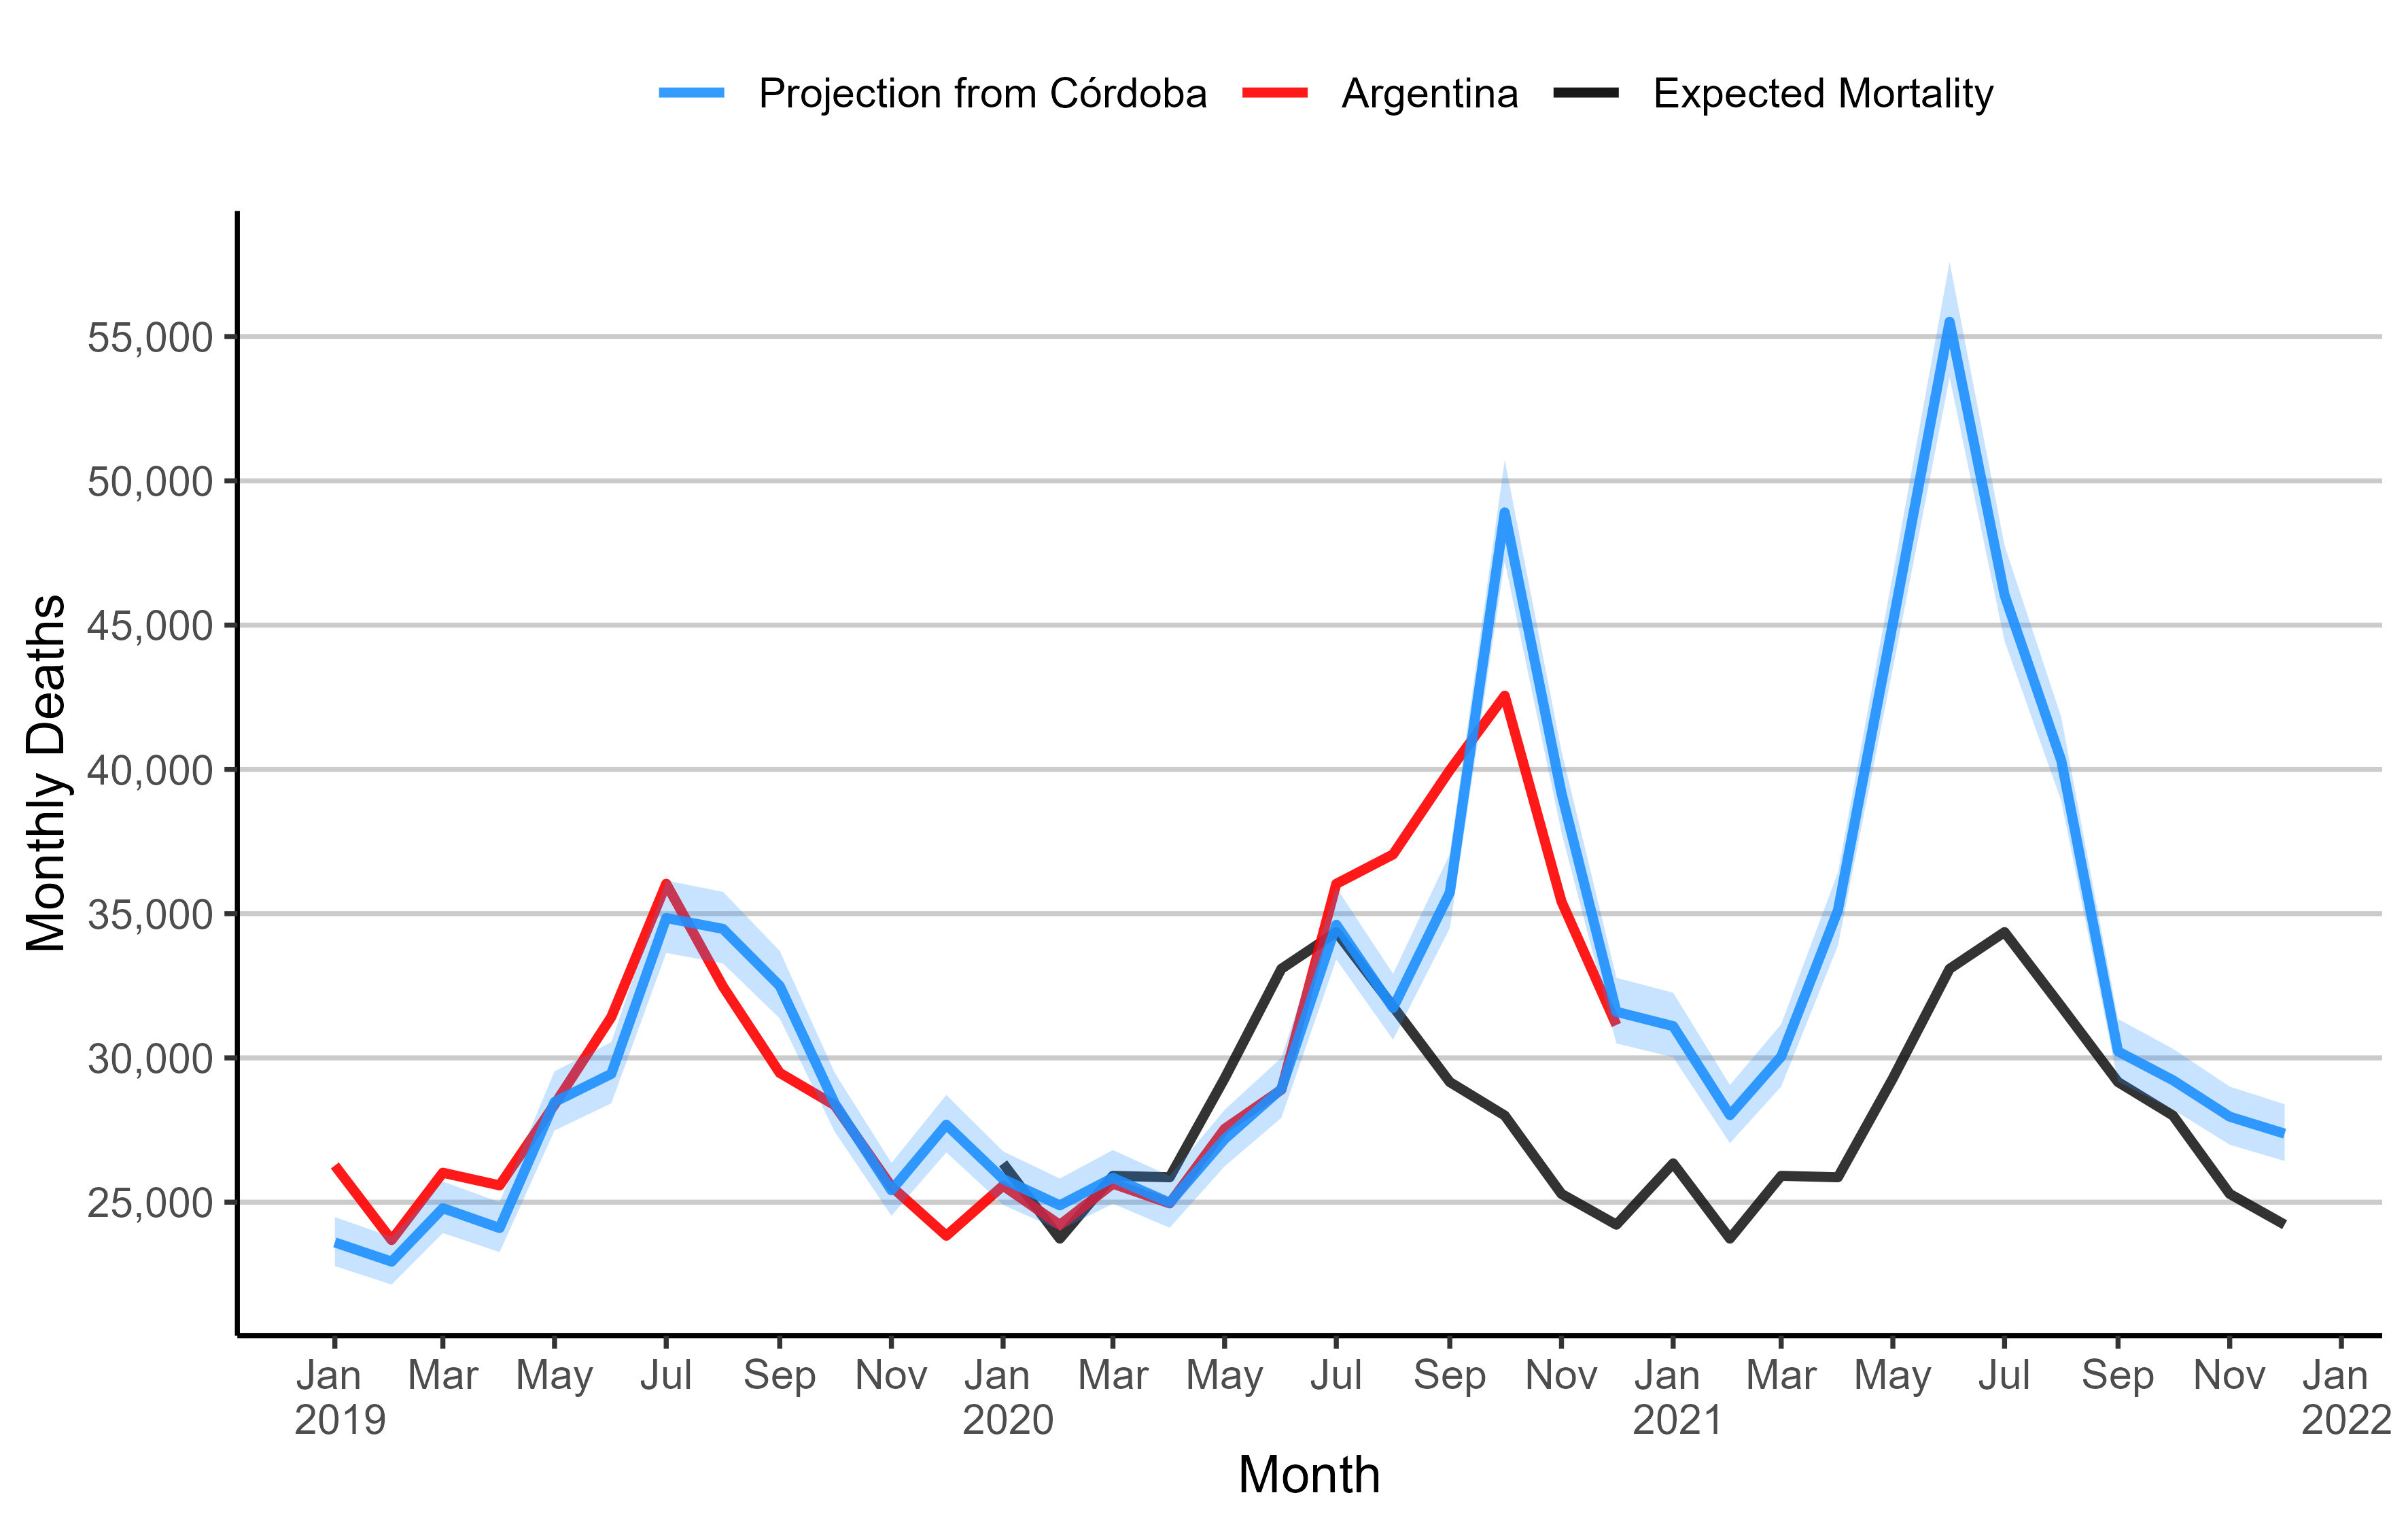 Projection from Córdoba Argentina Expected Mortality
Monthly Deaths
55,000
50,000
45,000
40,000
35,000
30,000
25,000
Jan Mar May Jul Sep Nov Jan Mar May Jul Sep Nov Jan Mar May Jul Sep Nov Jan
2019 2020 2021 2022
Month